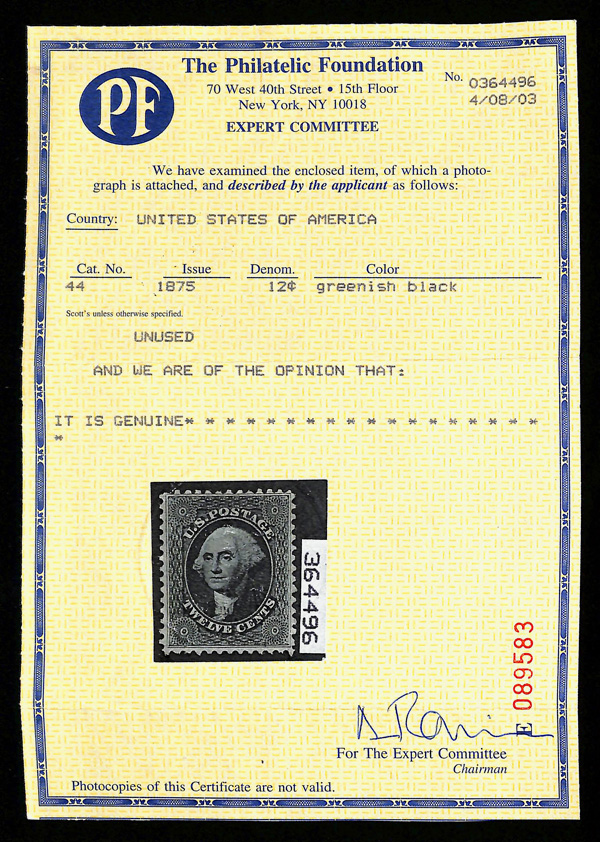 PF
The Philatelic Foundation
70 West 40th Street • 15th Floor
New York, NY 10018
EXPERT COMMITTEE
No. 0364496
4/08/03
We have examined the enclosed item, of which a photo-
graph is attached, and described by the applicant as follows:
Country: UNITED STATES OF AMERICA
Cat. No. Issue Denom. Color
44 1875 12¢ greenish black
Scott's unless otherwise specified.
UNUSED
AND WE ARE OF THE OPINION THAT:
IT IS GENUINE* * * * * * * * * * * * * * * * * *
*
U.S. POSTAGE
TWELVE CENTS
364496
089583
For The Expert Committee
Chairman
Photocopies of this Certificate are not valid.